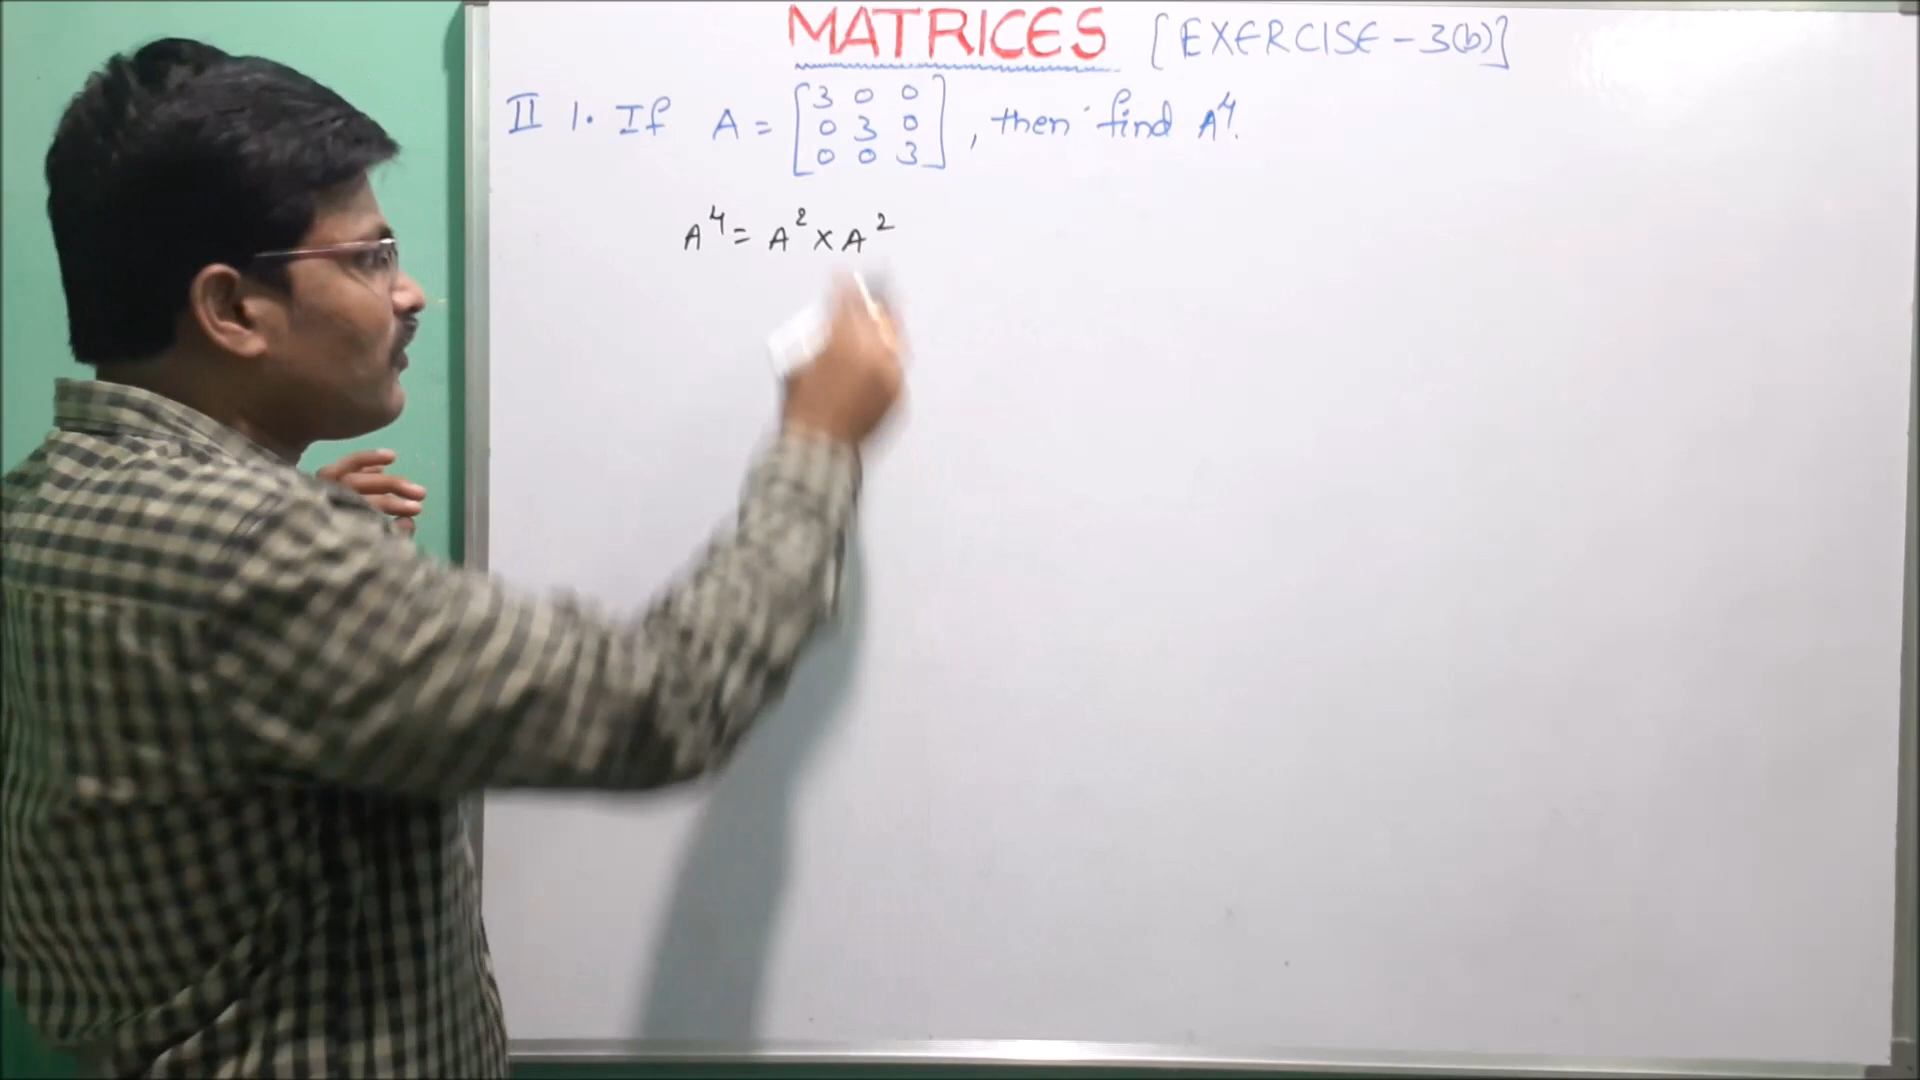 MATRICES [EXERCISE - 3(b)]
II 1. If A = [3 0 0
0 3 0
0 0 3], then find A⁴.
A⁴ = A² × A²